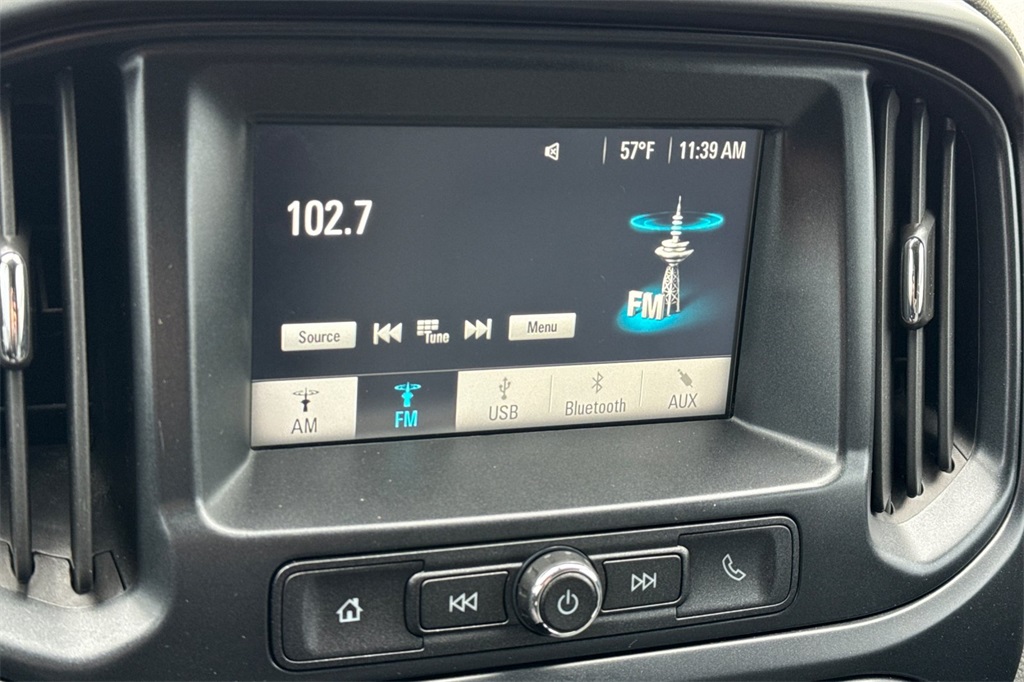 57°F 11:39 AM
102.7
FM
Source Tune Menu
AM FM USB Bluetooth AUX